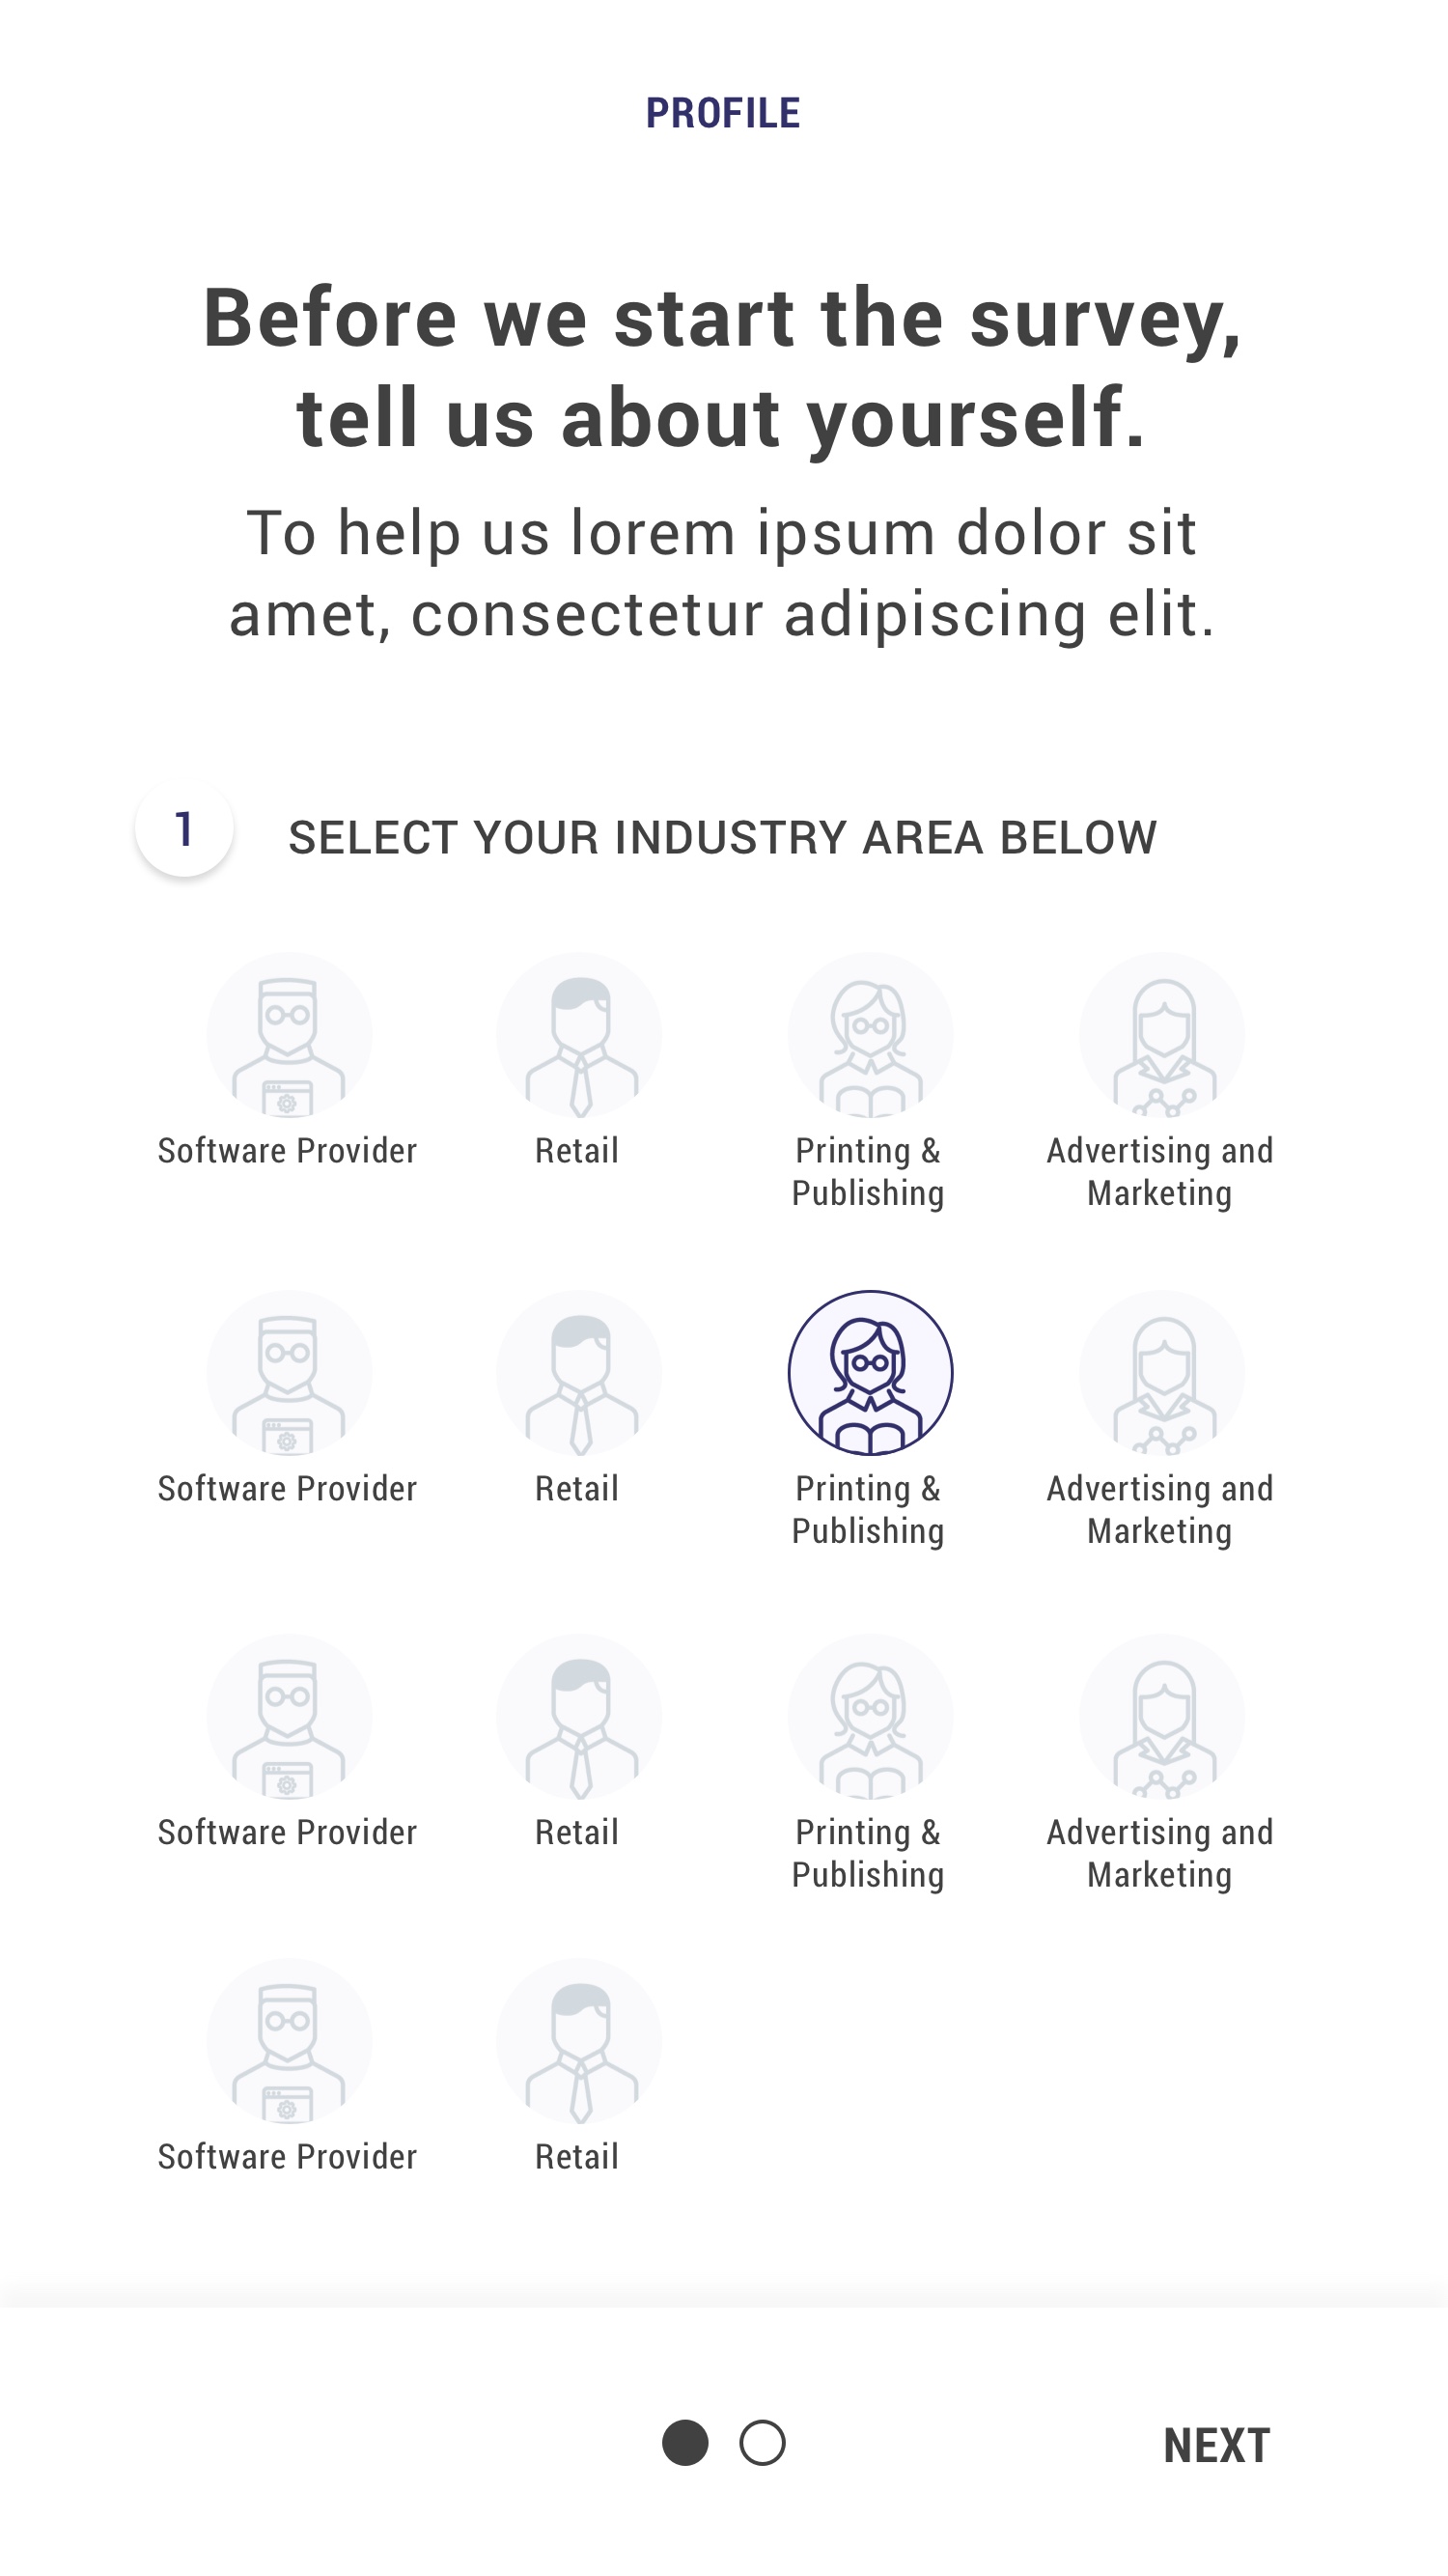 PROFILE
Before we start the survey,
tell us about yourself.
To help us lorem ipsum dolor sit
amet, consectetur adipiscing elit.
1 SELECT YOUR INDUSTRY AREA BELOW
Software Provider Retail Printing & Advertising and
Publishing Marketing
Software Provider Retail Printing & Advertising and
Publishing Marketing
Software Provider Retail Printing & Advertising and
Publishing Marketing
Software Provider Retail
NEXT